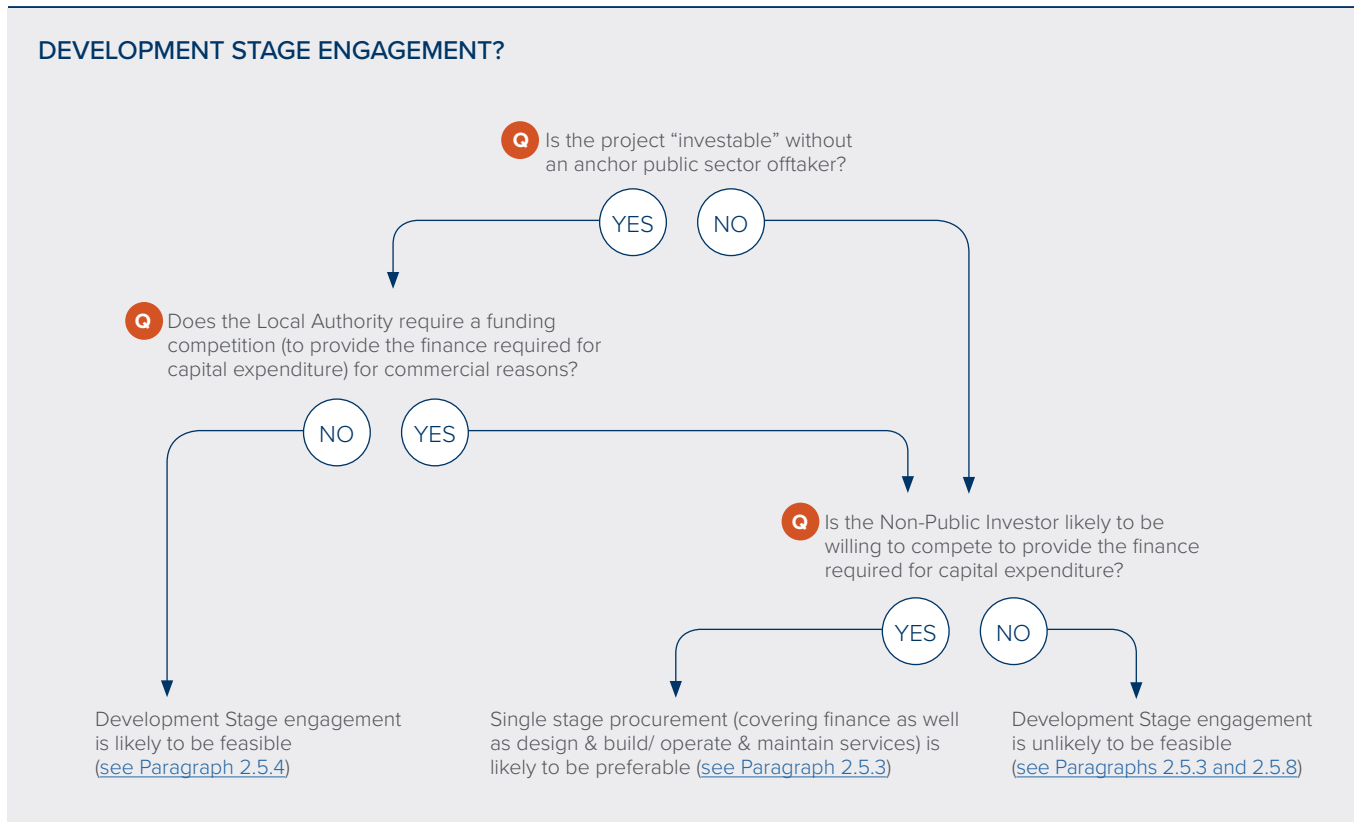 DEVELOPMENT STAGE ENGAGEMENT?
Q Is the project “investable” without
an anchor public sector offtaker?
YES NO
Q Does the Local Authority require a funding
competition (to provide the finance required for
capital expenditure) for commercial reasons?
NO YES
Q Is the Non-Public Investor likely to be
willing to compete to provide the finance
required for capital expenditure?
YES NO
Development Stage engagement
is likely to be feasible
(see Paragraph 2.5.4)
Single stage procurement (covering finance as well
as design & build/ operate & maintain services) is
likely to be preferable (see Paragraph 2.5.3)
Development Stage engagement
is unlikely to be feasible
(see Paragraphs 2.5.3 and 2.5.8)